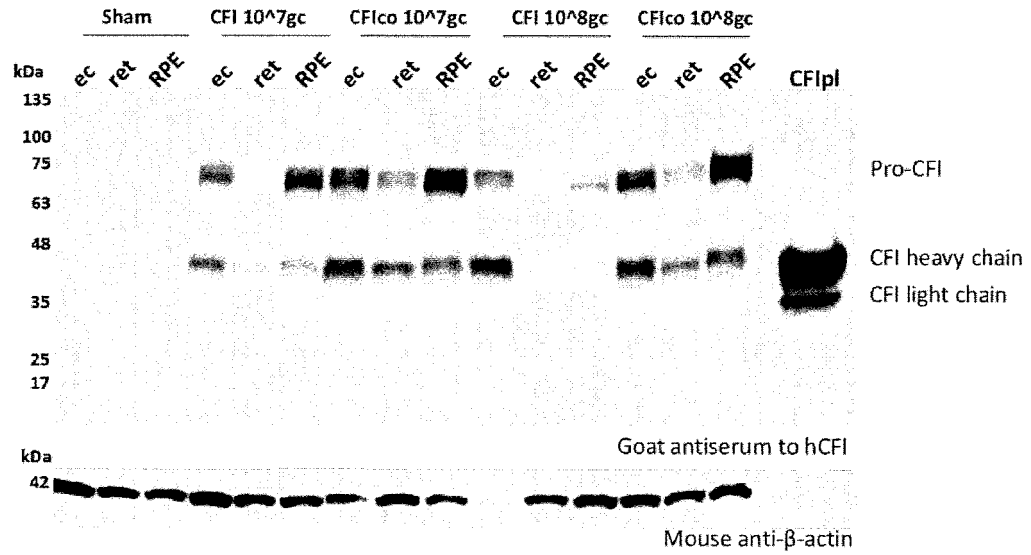 Sham CFI 10^7gc CFIco 10^7gc CFI 10^8gc CFIco 10^8gc
kDa ec ret RPE ec ret RPE ec ret RPE ec ret RPE ec ret RPE CFIpl
135
100
75 Pro-CFI
63
48 CFI heavy chain
35 CFI light chain
25
17
Goat antiserum to hCFI
kDa
42
Mouse anti-β-actin